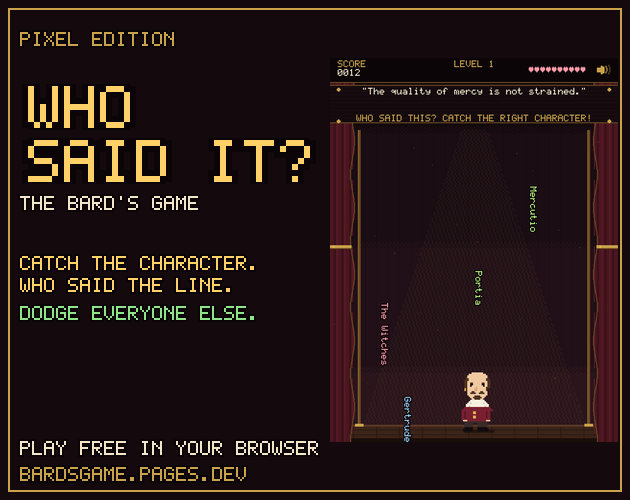 PIXEL EDITION
WHO
SAID IT?
THE BARD'S GAME
CATCH THE CHARACTER.
WHO SAID THE LINE.
DODGE EVERYONE ELSE.
PLAY FREE IN YOUR BROWSER
BARDSGAME.PAGES.DEV
SCORE
0012
LEVEL 1
"The quality of mercy is not strained."
WHO SAID THIS? CATCH THE RIGHT CHARACTER!
Mercutio
Portia
The Witches
Gertrude